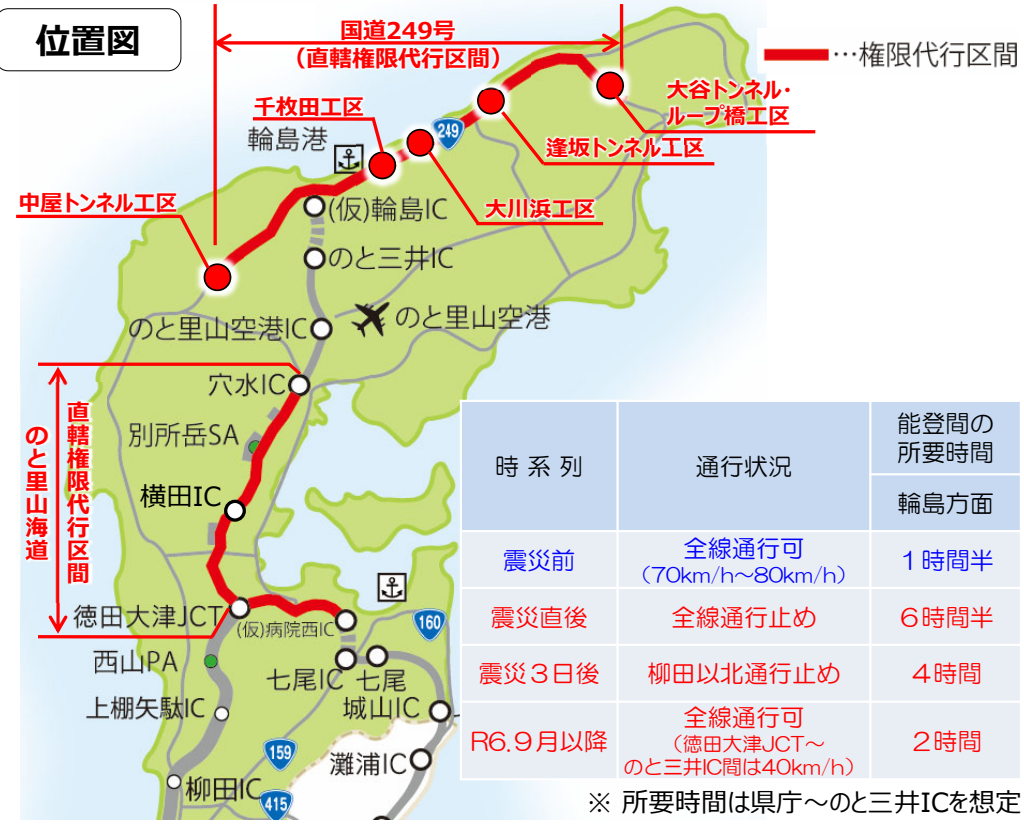 位置図
国道249号
（直轄権限代行区間）
…権限代行区間
大谷トンネル・
ループ橋工区
千枚田工区
249
輪島港
逢坂トンネル工区
中屋トンネル工区
(仮)輪島IC
大川浜工区
のと三井IC
のと里山空港IC
のと里山空港
穴水IC
直轄権限代行区間
のと里山海道
別所岳SA
横田IC
徳田大津JCT
(仮)病院西IC
160
西山PA
七尾IC
七尾
城山IC
上棚矢駄IC
159
灘浦IC
柳田IC
415
時系列
通行状況
能登間の
所要時間
輪島方面
震災前
全線通行可
（70km/h～80km/h）
１時間半
震災直後
全線通行止め
６時間半
震災３日後
柳田以北通行止め
４時間
R6.９月以降
全線通行可
（徳田大津JCT～
のと三井IC間は40km/h）
２時間
※ 所要時間は県庁～のと三井ICを想定